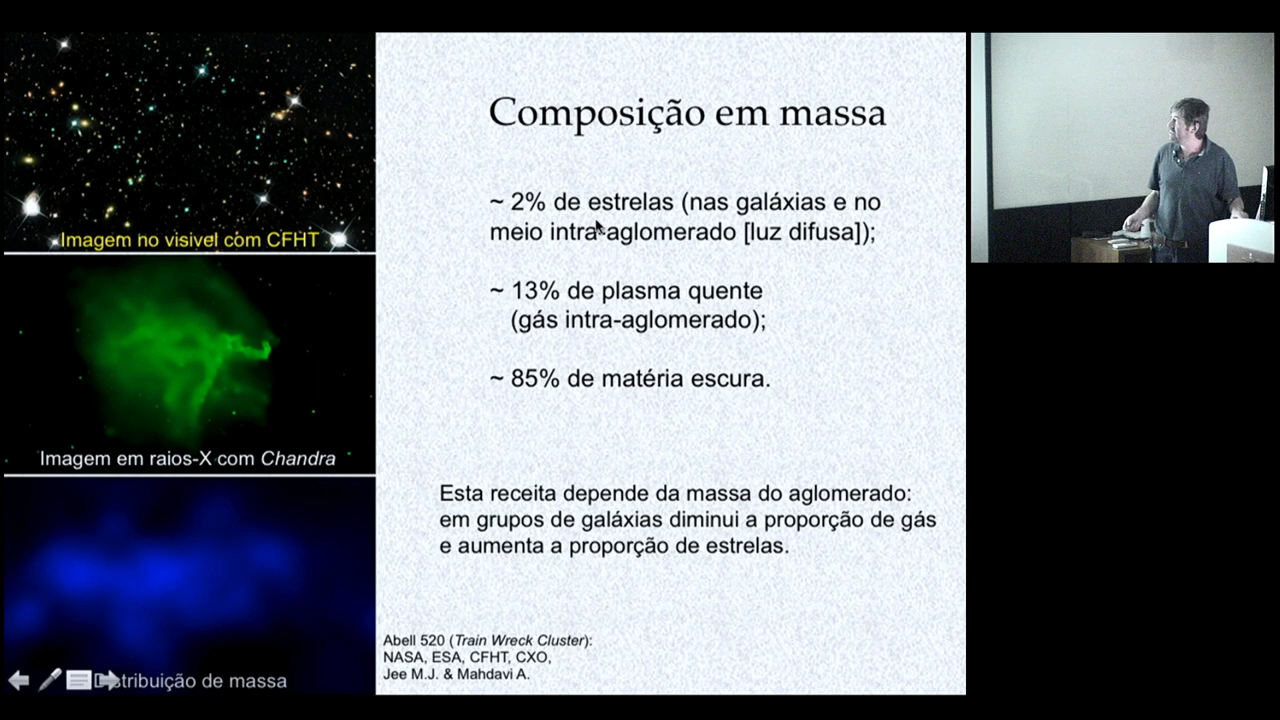 Composição em massa
~ 2% de estrelas (nas galáxias e no
meio intra-aglomerado [luz difusa]);
~ 13% de plasma quente
(gás intra-aglomerado);
~ 85% de matéria escura.
Esta receita depende da massa do aglomerado:
em grupos de galáxias diminui a proporção de gás
e aumenta a proporção de estrelas.
Abell 520 (Train Wreck Cluster):
NASA, ESA, CFHT, CXO,
Jee M.J. & Mahdavi A.
Imagem no visivel com CFHT
Imagem em raios-X com Chandra
Distribuição de massa